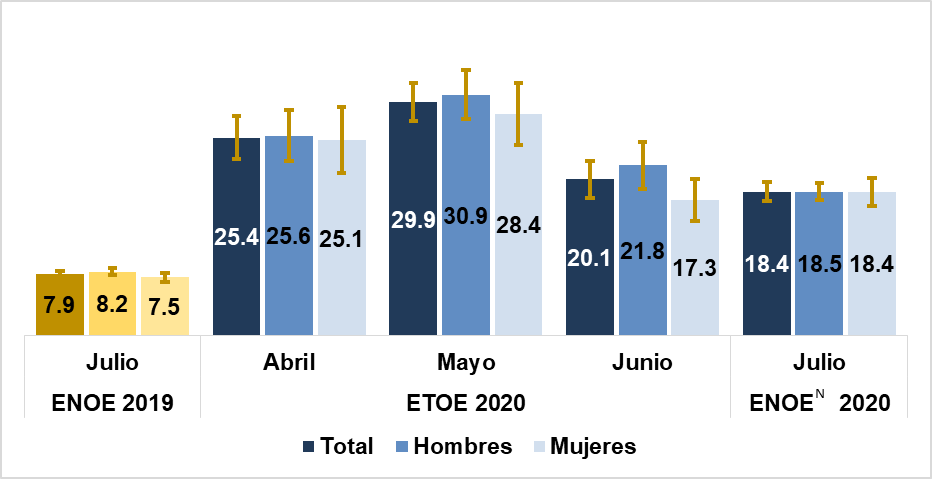 7.9 8.2 7.5 25.4 25.6 25.1 29.9 30.9 28.4 20.1 21.8 17.3 18.4 18.5 18.4
Julio Abril Mayo Junio Julio
ENOE 2019 ETOE 2020 ENOEᴺ 2020
Total Hombres Mujeres